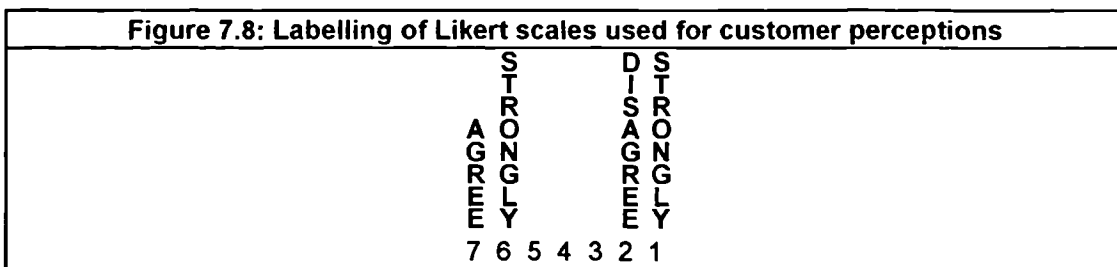 Figure 7.8: Labelling of Likert scales used for customer perceptions
AGREE
STRONGLY
DISAGREE
STRONGLY
7 6 5 4 3 2 1